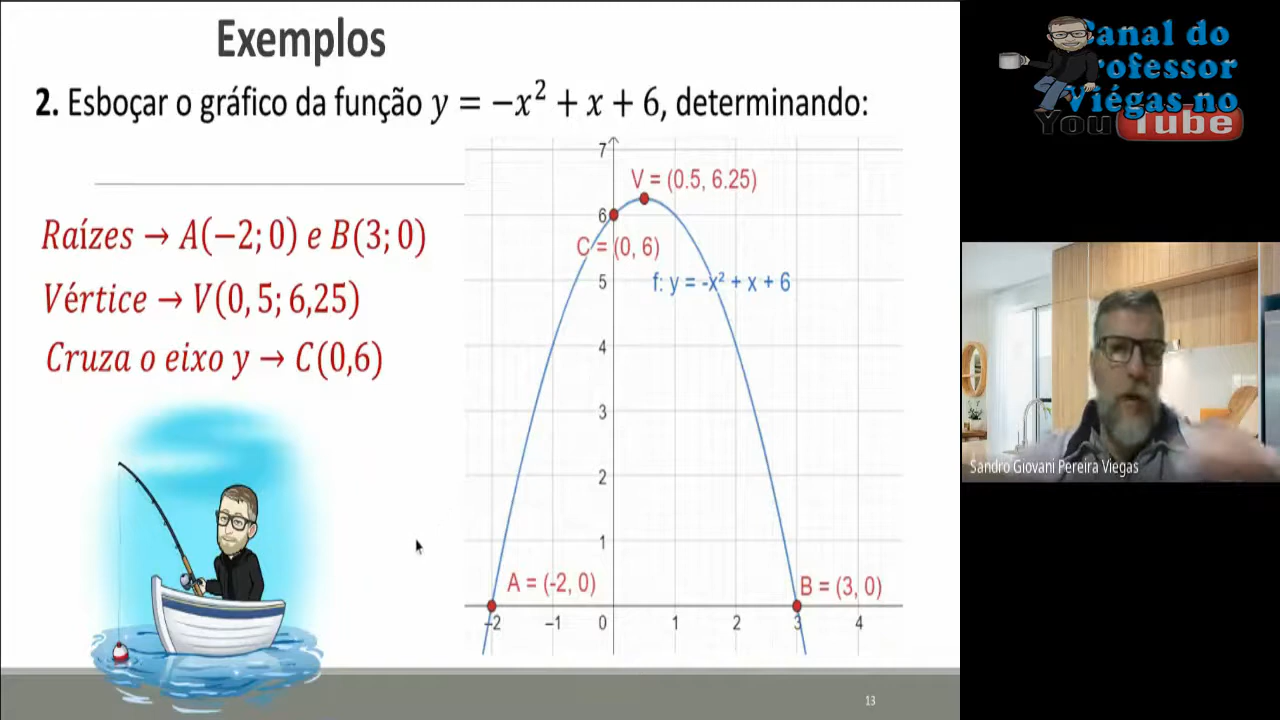 Exemplos
2. Esboçar o gráfico da função y = −x² + x + 6, determinando:
Raízes → A(−2; 0) e B(3; 0)
Vértice → V(0, 5; 6,25)
Cruza o eixo y → C(0,6)
7
V = (0.5, 6.25)
6
C = (0, 6)
5
f: y = -x² + x + 6
4
3
2
1
A = (-2, 0)
B = (3, 0)
−2 −1 0 1 2 3 4
13
Canal do
Professor
Viégas no
You Tube
Sandro Giovani Pereira Viegas